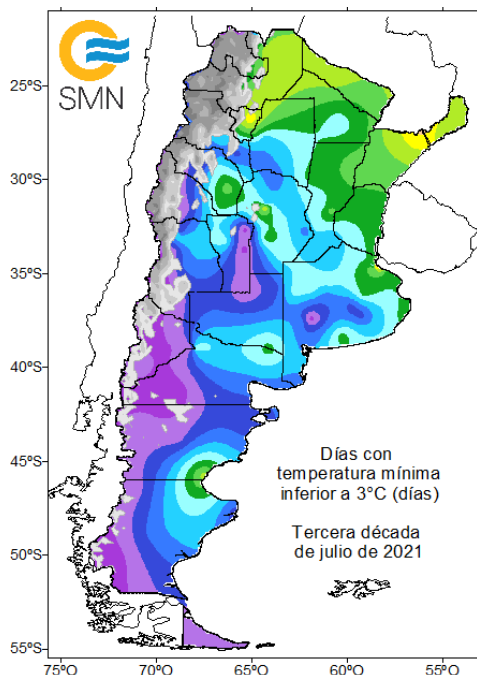 SMN
25ºS
30ºS
35ºS
40ºS
45ºS
50ºS
55ºS
Días con
temperatura mínima
inferior a 3°C (días)
Tercera década
de julio de 2021
75ºO
70ºO
65ºO
60ºO
55ºO